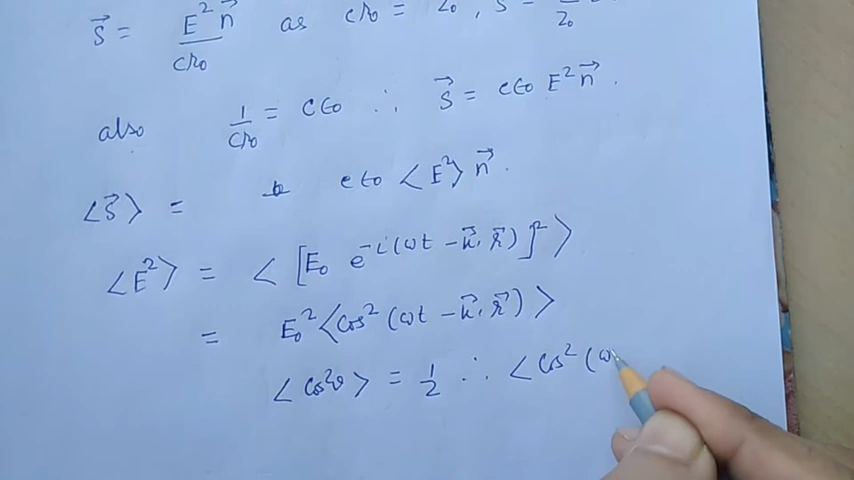 S⃗ = E² n⃗ / cμ₀ as cμ₀ = Z₀, S =
also 1/cμ₀ = cϵ₀ ∴ S⃗ = cϵ₀ E² n⃗.
<S⃗> = cϵ₀ <E²> n⃗.
<E²> = < [E₀ e^{-i(ωt - k⃗. r⃗)}]² >
= E₀² <cos² (ωt - k⃗. r⃗)>
<cos²θ> = 1/2 ∴ <cos² (ω